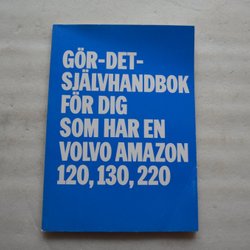 GÖR-DET-
SJÄLVHANDBOK
FÖR DIG
SOM HAR EN
VOLVO AMAZON
120, 130, 220